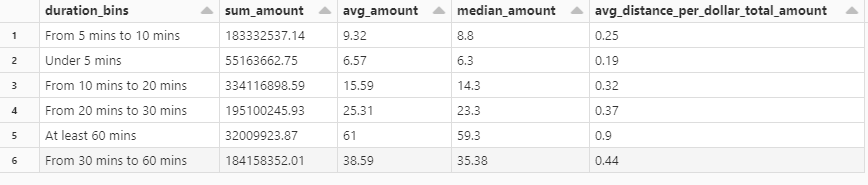 duration_bins sum_amount avg_amount median_amount avg_distance_per_dollar_total_amount
1 From 5 mins to 10 mins 183332537.14 9.32 8.8 0.25
2 Under 5 mins 55163662.75 6.57 6.3 0.19
3 From 10 mins to 20 mins 334116898.59 15.59 14.3 0.32
4 From 20 mins to 30 mins 195100245.93 25.31 23.3 0.37
5 At least 60 mins 32009923.87 61 59.3 0.9
6 From 30 mins to 60 mins 184158352.01 38.59 35.38 0.44